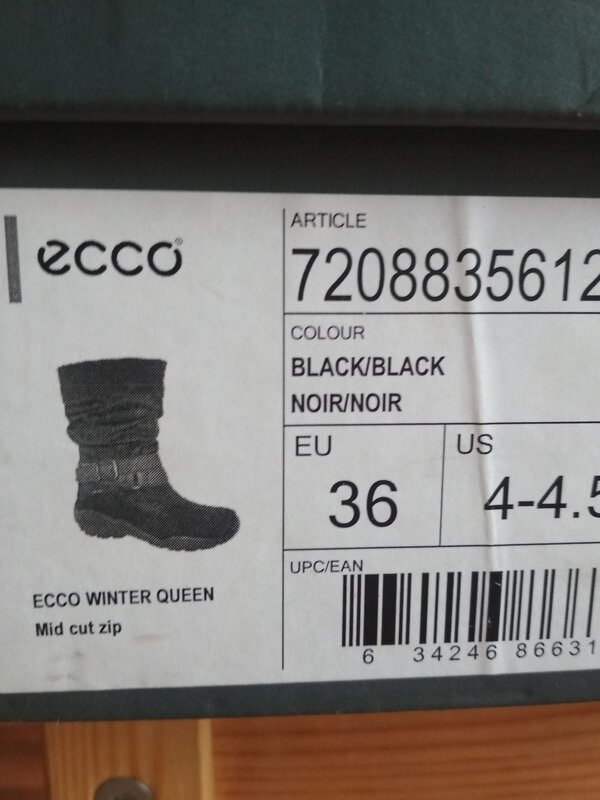 ecco
ARTICLE
7208835612
COLOUR
BLACK/BLACK
NOIR/NOIR
EU
US
36
4-4.5
UPC/EAN
6 34246 86631
ECCO WINTER QUEEN
Mid cut zip